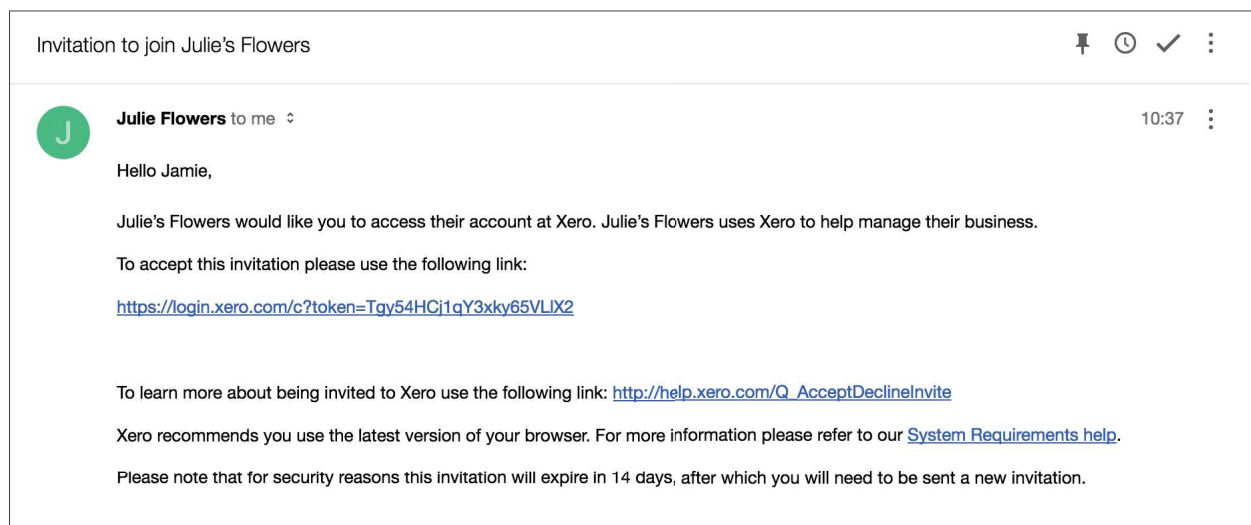 Invitation to join Julie’s Flowers
J
Julie Flowers to me
10:37
Hello Jamie,
Julie’s Flowers would like you to access their account at Xero. Julie’s Flowers uses Xero to help manage their business.
To accept this invitation please use the following link:
https://login.xero.com/c?token=Tgy54HCj1qY3xky65VLlX2
To learn more about being invited to Xero use the following link: http://help.xero.com/Q_AcceptDeclineInvite
Xero recommends you use the latest version of your browser. For more information please refer to our System Requirements help.
Please note that for security reasons this invitation will expire in 14 days, after which you will need to be sent a new invitation.